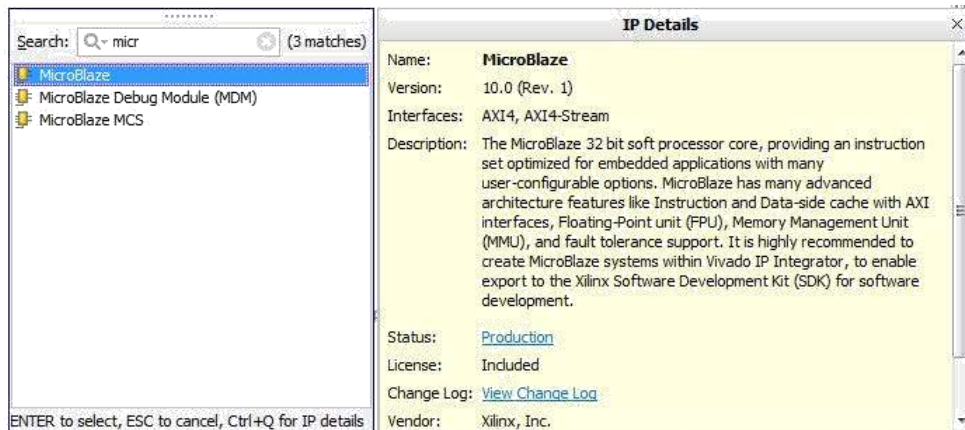 Search: micr (3 matches)
MicroBlaze
MicroBlaze Debug Module (MDM)
MicroBlaze MCS
ENTER to select, ESC to cancel, Ctrl+Q for IP details
IP Details
Name: MicroBlaze
Version: 10.0 (Rev. 1)
Interfaces: AXI4, AXI4-Stream
Description: The MicroBlaze 32 bit soft processor core, providing an instruction
set optimized for embedded applications with many
user-configurable options. MicroBlaze has many advanced
architecture features like Instruction and Data-side cache with AXI
interfaces, Floating-Point unit (FPU), Memory Management Unit
(MMU), and fault tolerance support. It is highly recommended to
create MicroBlaze systems within Vivado IP Integrator, to enable
export to the Xilinx Software Development Kit (SDK) for software
development.
Status: Production
License: Included
Change Log: View Change Log
Vendor: Xilinx, Inc.